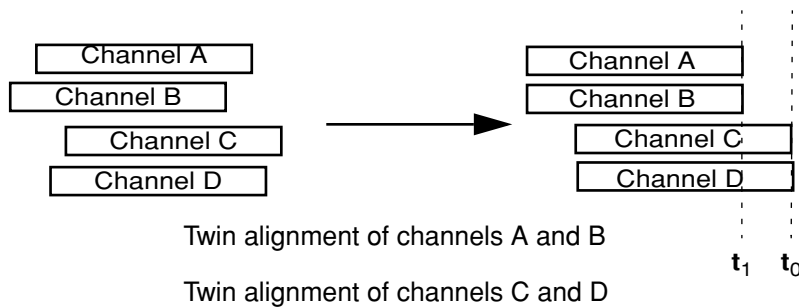 Channel A
Channel B
Channel C
Channel D
Channel A
Channel B
Channel C
Channel D
t1 t0
Twin alignment of channels A and B
Twin alignment of channels C and D